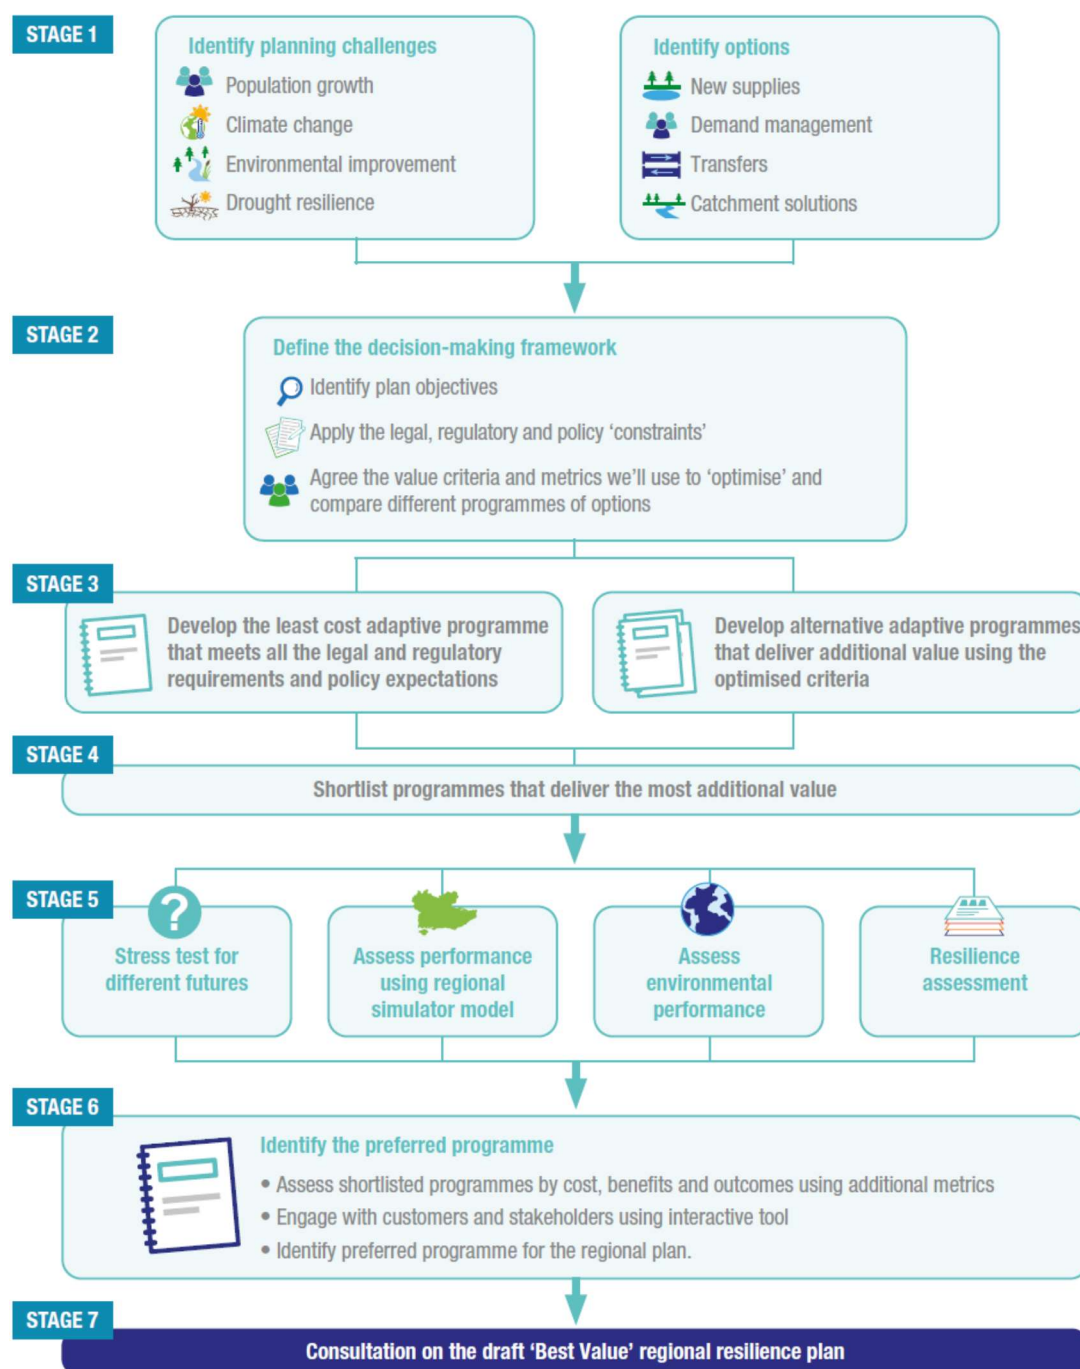 STAGE 1
Identify planning challenges
Population growth
Climate change
Environmental improvement
Drought resilience
Identify options
New supplies
Demand management
Transfers
Catchment solutions
STAGE 2
Define the decision-making framework
Identify plan objectives
Apply the legal, regulatory and policy ‘constraints’
Agree the value criteria and metrics we’ll use to ‘optimise’ and
compare different programmes of options
STAGE 3
Develop the least cost adaptive programme
that meets all the legal and regulatory
requirements and policy expectations
Develop alternative adaptive programmes
that deliver additional value using the
optimised criteria
STAGE 4
Shortlist programmes that deliver the most additional value
STAGE 5
?
Stress test for
different futures
Assess performance
using regional
simulator model
Assess
environmental
performance
Resilience
assessment
STAGE 6
Identify the preferred programme
• Assess shortlisted programmes by cost, benefits and outcomes using additional metrics
• Engage with customers and stakeholders using interactive tool
• Identify preferred programme for the regional plan.
STAGE 7
Consultation on the draft ‘Best Value’ regional resilience plan